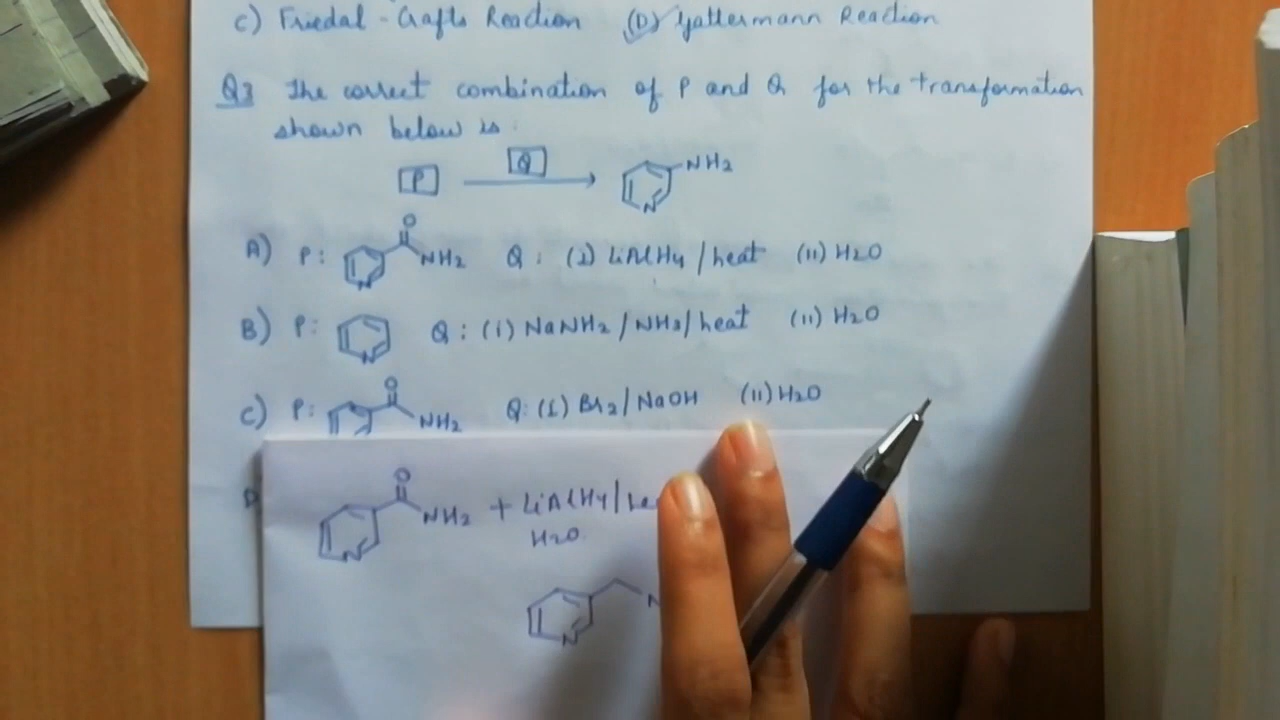 C) Friedal - Crafts Reaction (D) Gattermann Reaction
Q3 The correct combination of P and Q for the transformation
shown below is
P Q NH2
N
O
A) P: NH2 Q: (i) LiAlH4 / heat (ii) H2O
N
B) P: Q: (i) NaNH2 / NH3 / heat (ii) H2O
N
O
C) P: NH2 Q: (i) Br2 / NaOH (ii) H2O
O
NH2 + LiAlH4 /
N H2O
N
N